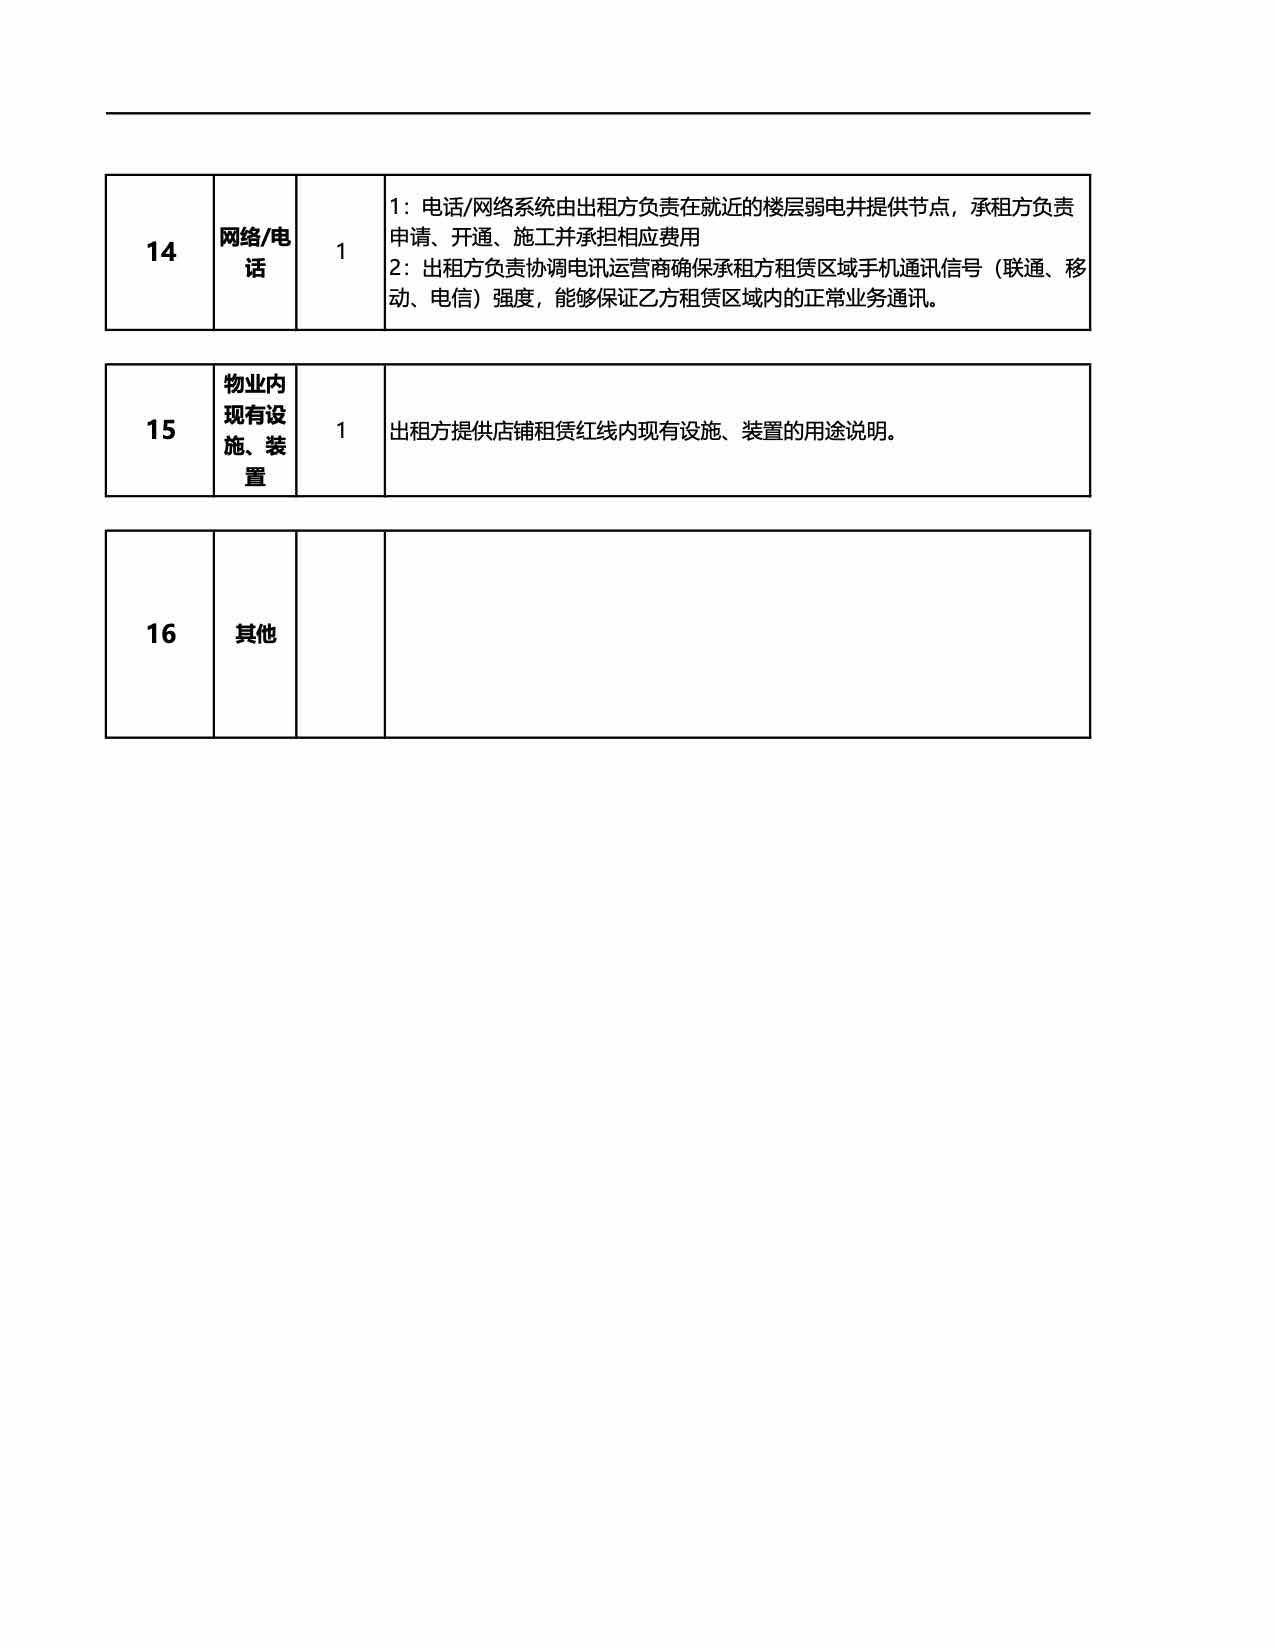 14
网络/电
话
1
1：电话/网络系统由出租方负责在就近的楼层弱电井提供节点，承租方负责
申请、开通、施工并承担相应费用
2：出租方负责协调电讯运营商确保承租方租赁区域手机通讯信号（联通、移
动、电信）强度，能够保证乙方租赁区域内的正常业务通讯。
15
物业内
现有设
施、装
置
1
出租方提供店铺租赁红线内现有设施、装置的用途说明。
16
其他